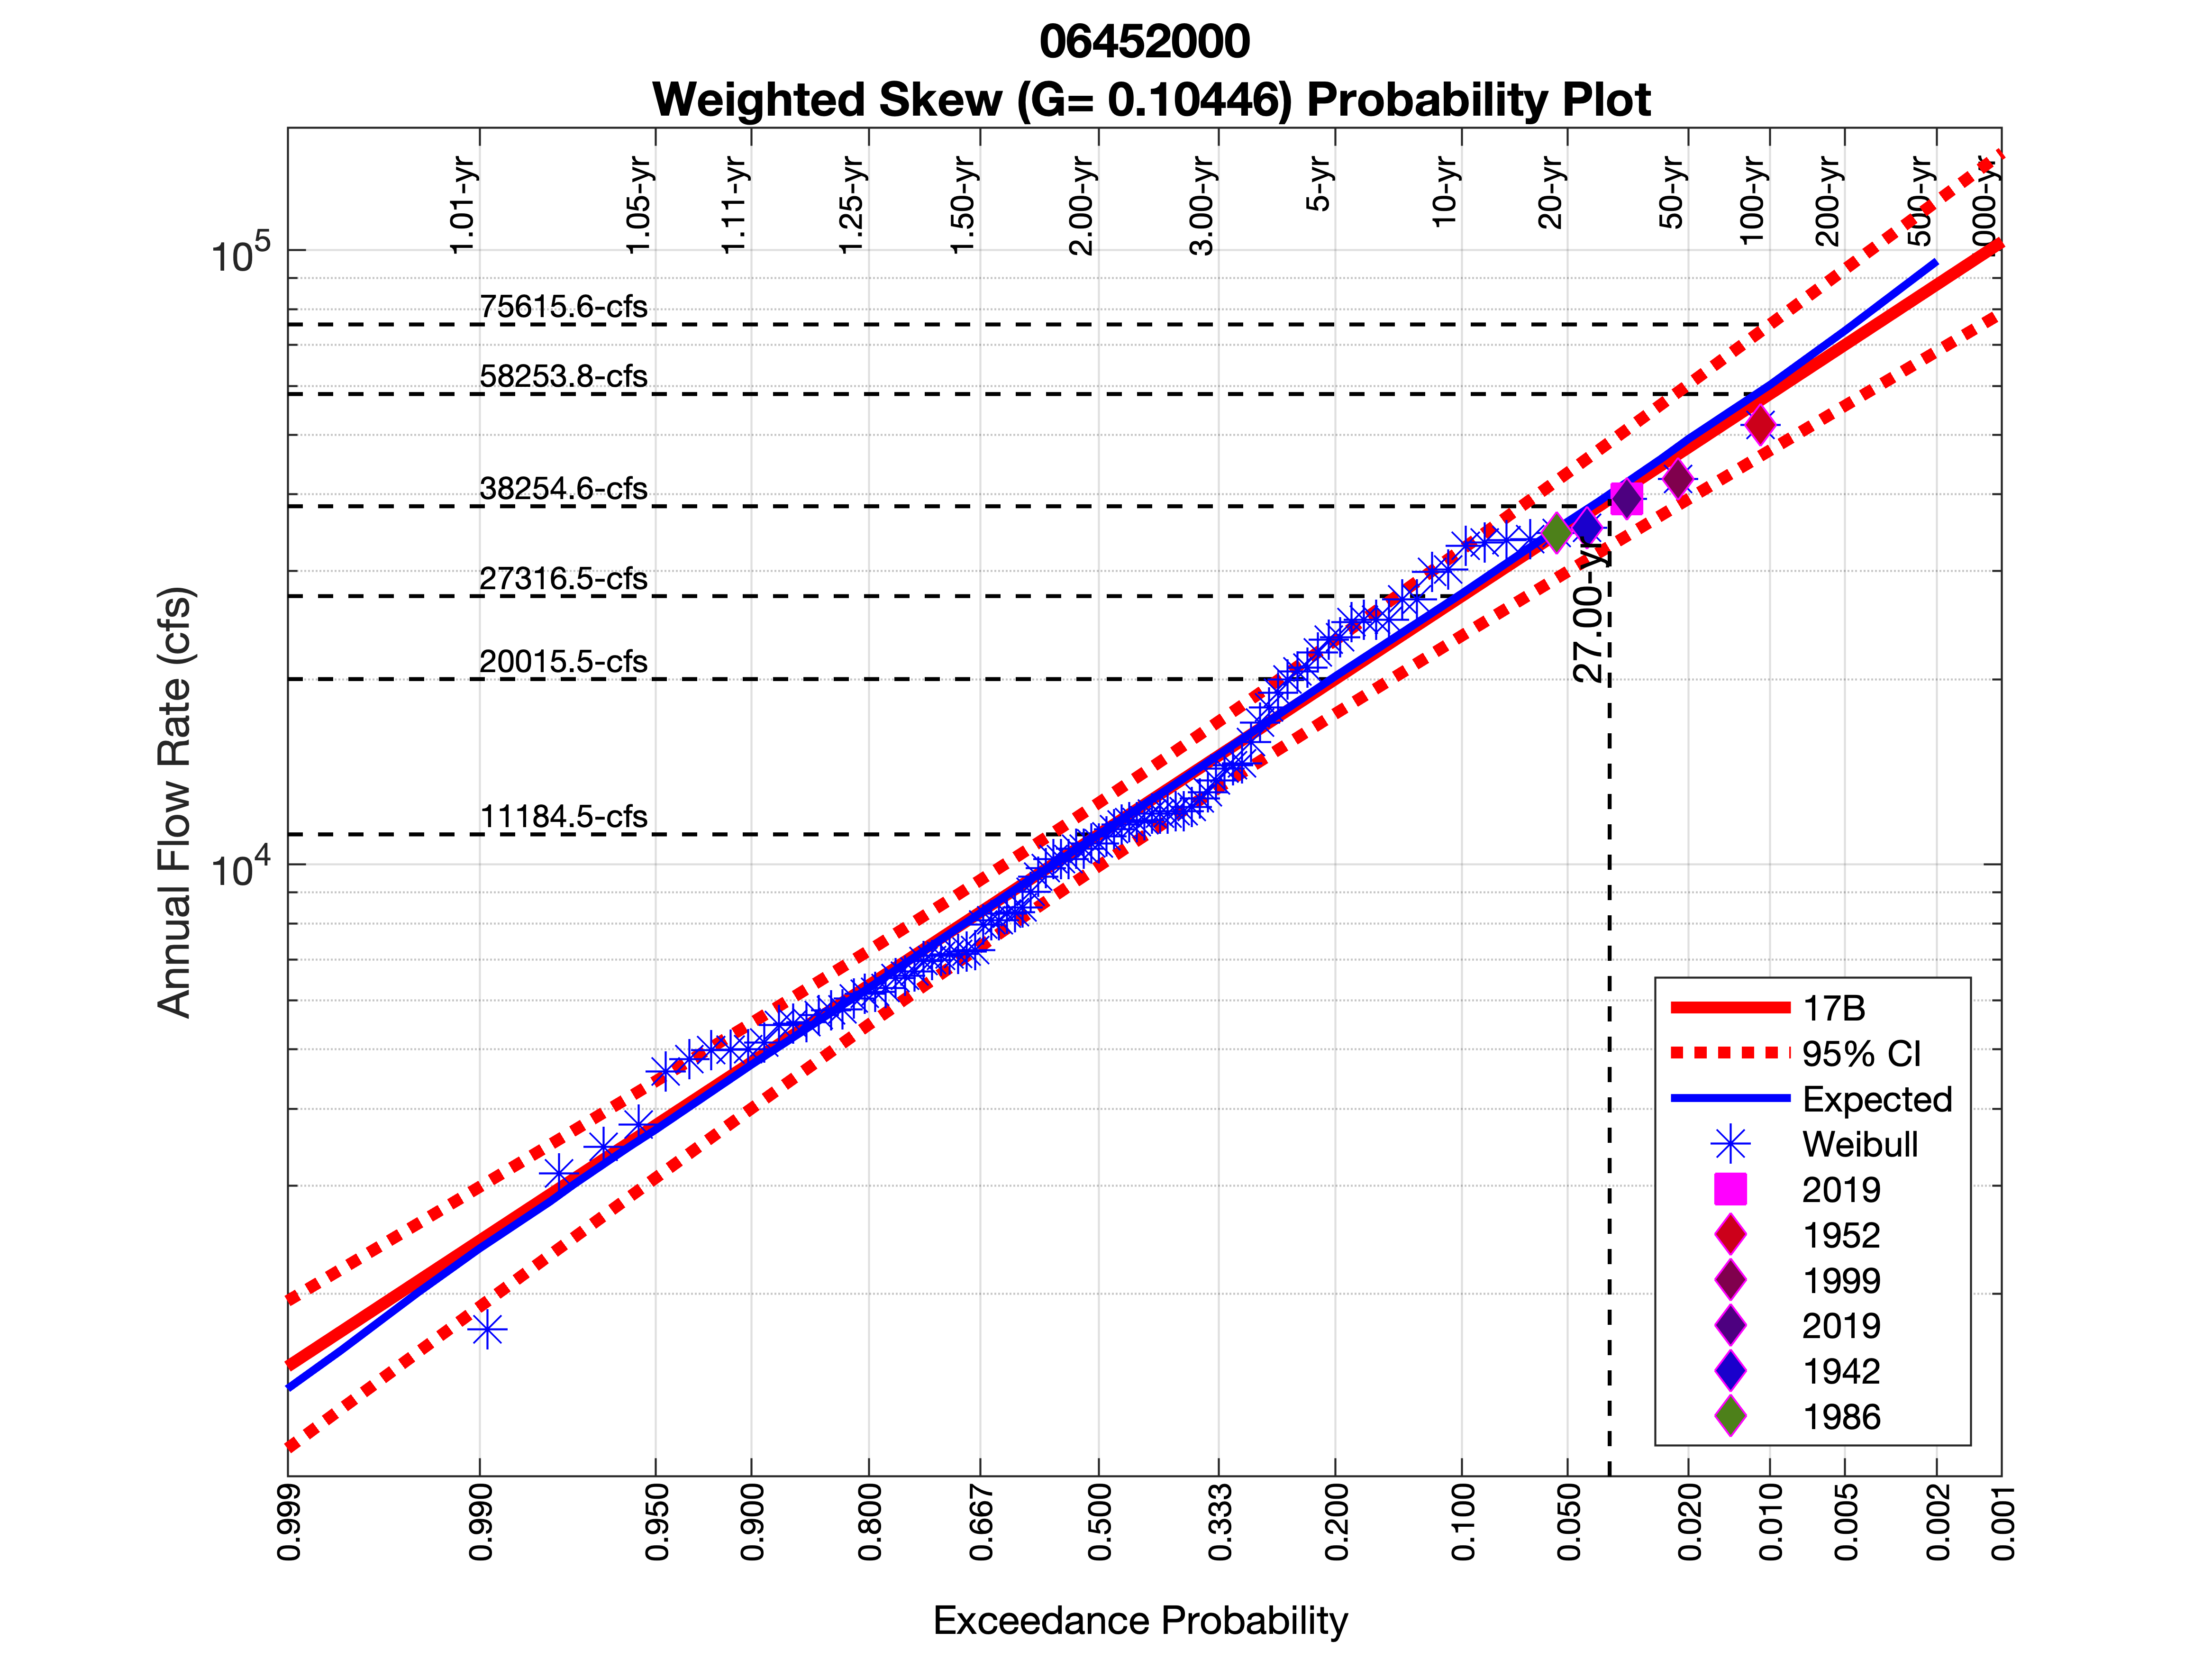 06452000
Weighted Skew (G= 0.10446) Probability Plot
1.01-yr
1.05-yr
1.11-yr
1.25-yr
1.50-yr
2.00-yr
3.00-yr
5-yr
10-yr
20-yr
50-yr
100-yr
200-yr
500-yr
000-yr
10^5
10^4
Annual Flow Rate (cfs)
75615.6-cfs
58253.8-cfs
38254.6-cfs
27316.5-cfs
20015.5-cfs
11184.5-cfs
27.00-yr
17B
95% CI
Expected
Weibull
2019
1952
1999
2019
1942
1986
0.999
0.990
0.950
0.900
0.800
0.667
0.500
0.333
0.200
0.100
0.050
0.020
0.010
0.005
0.002
0.001
Exceedance Probability